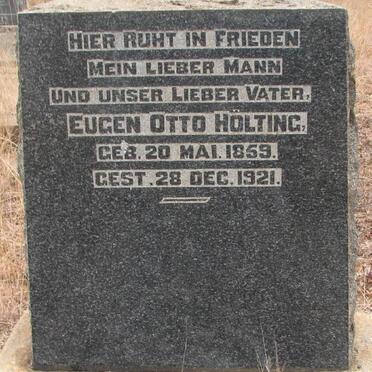 HIER RUHT IN FRIEDEN
MEIN LIEBER MANN
UND UNSER LIEBER VATER.
EUGEN OTTO HÖLTING,
GEB. 20 MAI. 1869.
GEST. 28 DEC. 1921.